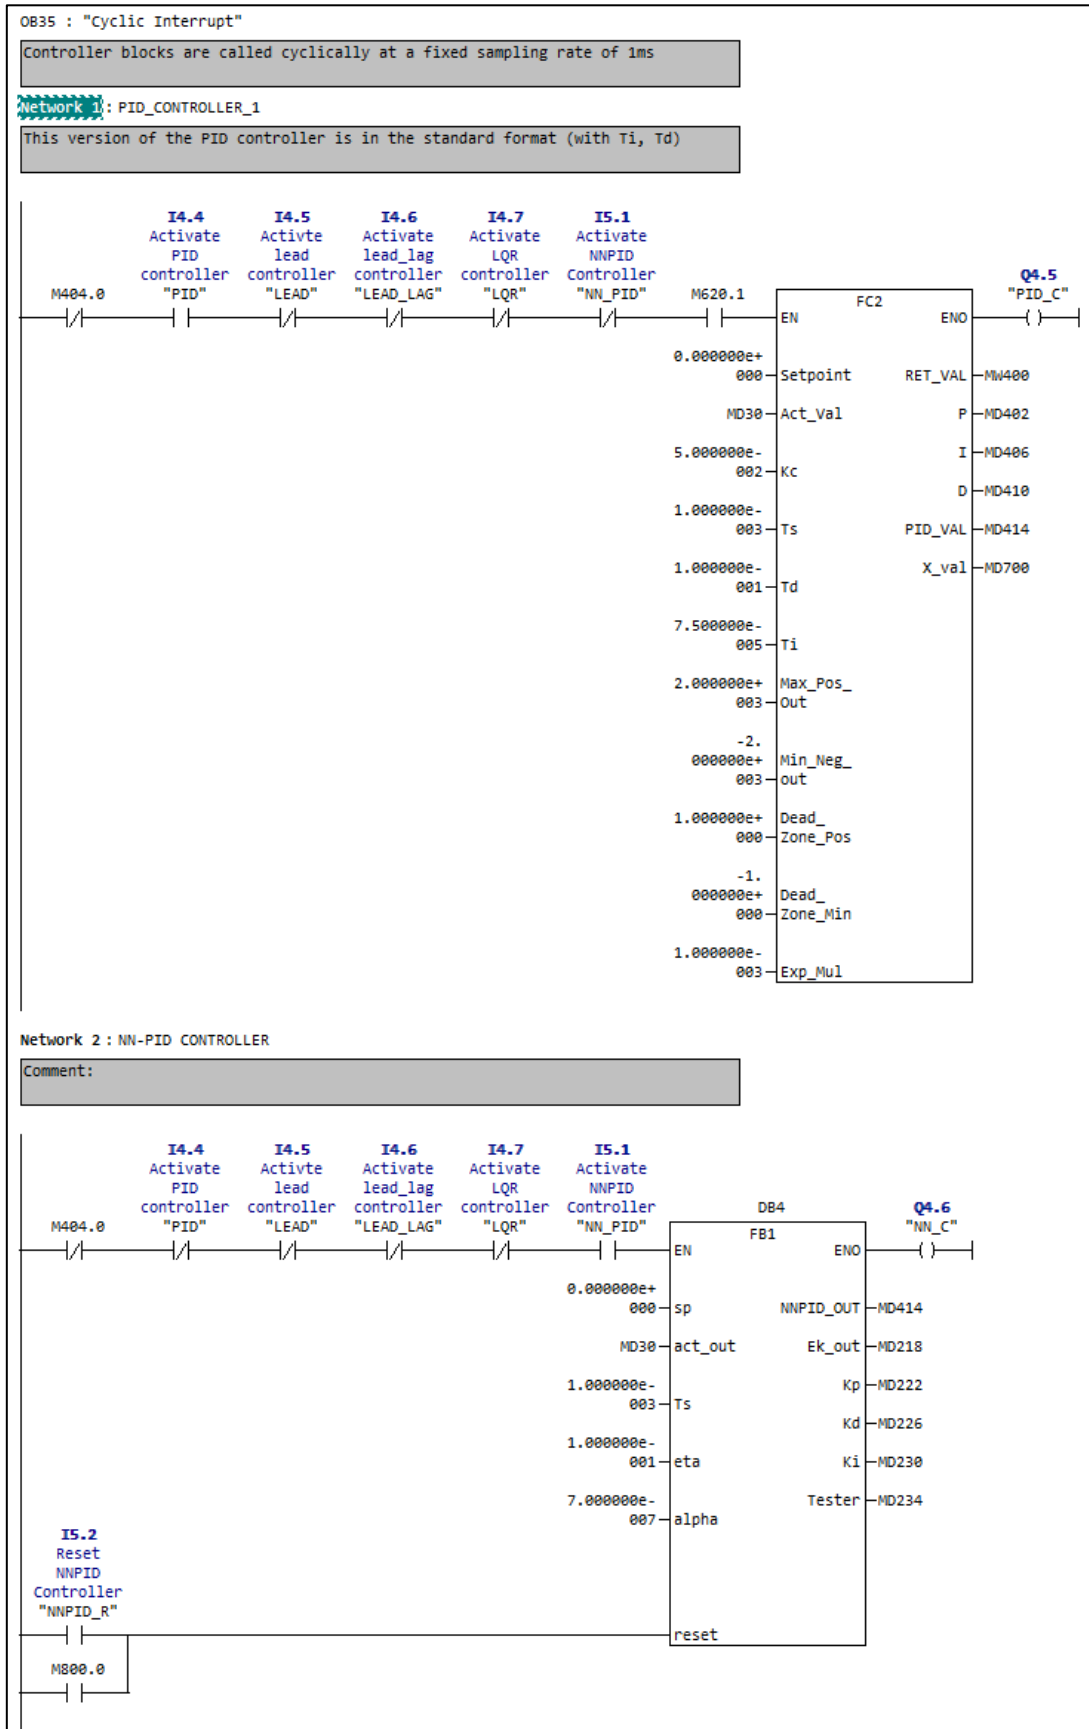 OB35 : "Cyclic Interrupt"
Controller blocks are called cyclically at a fixed sampling rate of 1ms
Network 1: PID_CONTROLLER_1
This version of the PID controller is in the standard format (with Ti, Td)
I4.4 I4.5 I4.6 I4.7 I5.1
Activate Activte Activate Activate Activate
PID lead lead_lag LQR NNPID
controller controller controller controller Controller Q4.5
M404.0 "PID" "LEAD" "LEAD_LAG" "LQR" "NN_PID" M620.1 "PID_C"
FC2
EN ENO
0.000000e+
000 Setpoint RET_VAL MW400
MD30 Act_Val P MD402
5.000000e- I MD406
002 Kc
D MD410
1.000000e-
003 Ts PID_VAL MD414
1.000000e- X_val MD700
001 Td
7.500000e-
005 Ti
2.000000e+ Max_Pos_
003 Out
-2.
000000e+ Min_Neg_
003 out
1.000000e+ Dead_
000 Zone_Pos
-1.
000000e+ Dead_
000 Zone_Min
1.000000e-
003 Exp_Mul
Network 2 : NN-PID CONTROLLER
Comment:
I4.4 I4.5 I4.6 I4.7 I5.1
Activate Activte Activate Activate Activate
PID lead lead_lag LQR NNPID
controller controller controller controller Controller DB4 Q4.6
M404.0 "PID" "LEAD" "LEAD_LAG" "LQR" "NN_PID" FB1 "NN_C"
EN ENO
0.000000e+
000 sp NNPID_OUT MD414
MD30 act_out Ek_out MD218
1.000000e- Kp MD222
003 Ts
Kd MD226
1.000000e-
001 eta Ki MD230
7.000000e- Tester MD234
007 alpha
I5.2
Reset
NNPID
Controller
"NNPID_R"
reset
M800.0